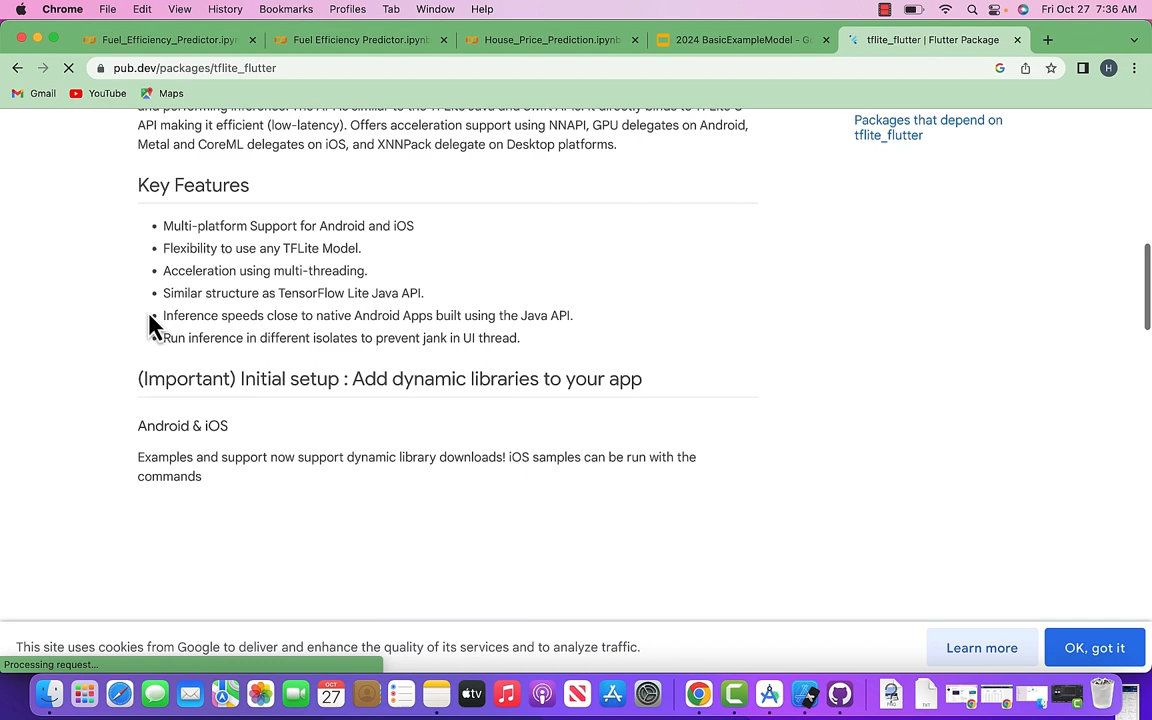 Chrome File Edit View History Bookmarks Profiles Tab Window Help Fri Oct 27 7:36 AM
Fuel_Efficiency_Predictor.ipyn Fuel Efficiency Predictor.ipynb House_Price_Prediction.ipynb 2024 BasicExampleModel - Go tflite_flutter | Flutter Package
pub.dev/packages/tflite_flutter H
Gmail YouTube Maps
API making it efficient (low-latency). Offers acceleration support using NNAPI, GPU delegates on Android,
Metal and CoreML delegates on iOS, and XNNPack delegate on Desktop platforms.
Packages that depend on
tflite_flutter
Key Features
Multi-platform Support for Android and iOS
Flexibility to use any TFLite Model.
Acceleration using multi-threading.
Similar structure as TensorFlow Lite Java API.
Inference speeds close to native Android Apps built using the Java API.
Run inference in different isolates to prevent jank in UI thread.
(Important) Initial setup : Add dynamic libraries to your app
Android & iOS
Examples and support now support dynamic library downloads! iOS samples can be run with the
commands
This site uses cookies from Google to deliver and enhance the quality of its services and to analyze traffic. Learn more OK, got it
Processing request...
OCT
27
tv